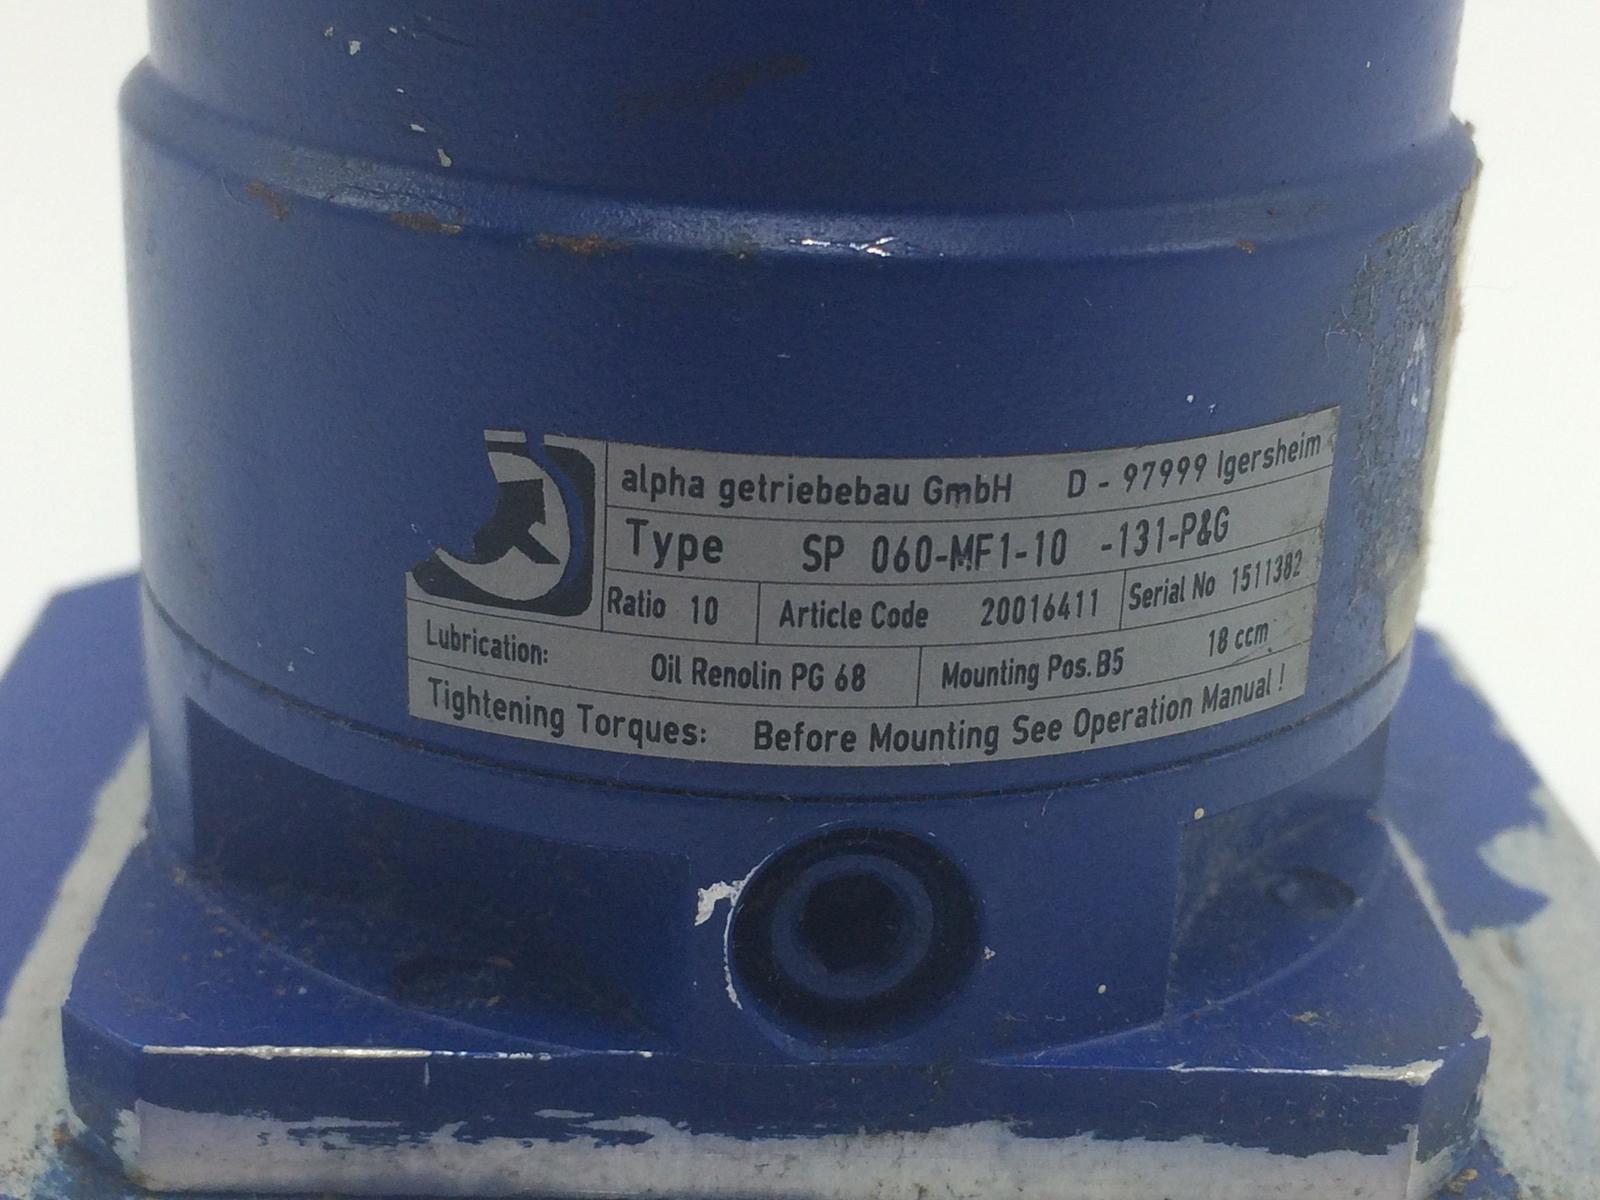 alpha getriebebau GmbH D - 97999 Igersheim
Type SP 060-MF1-10 -131-P&G
Ratio 10 Article Code 20016411 Serial No 1511382
Lubrication: Oil Renolin PG 68 Mounting Pos. B5 18 ccm
Tightening Torques: Before Mounting See Operation Manual !